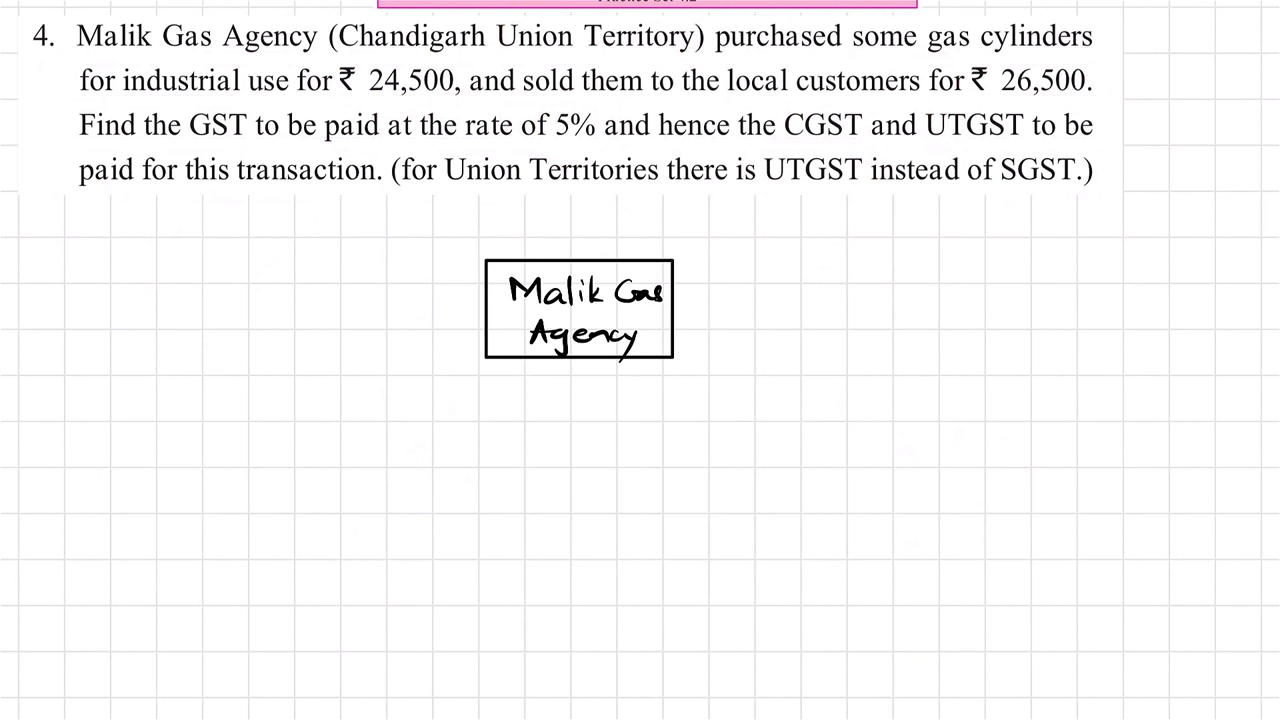 4. Malik Gas Agency (Chandigarh Union Territory) purchased some gas cylinders
for industrial use for ₹ 24,500, and sold them to the local customers for ₹ 26,500.
Find the GST to be paid at the rate of 5% and hence the CGST and UTGST to be
paid for this transaction. (for Union Territories there is UTGST instead of SGST.)
Malik Gas
Agency